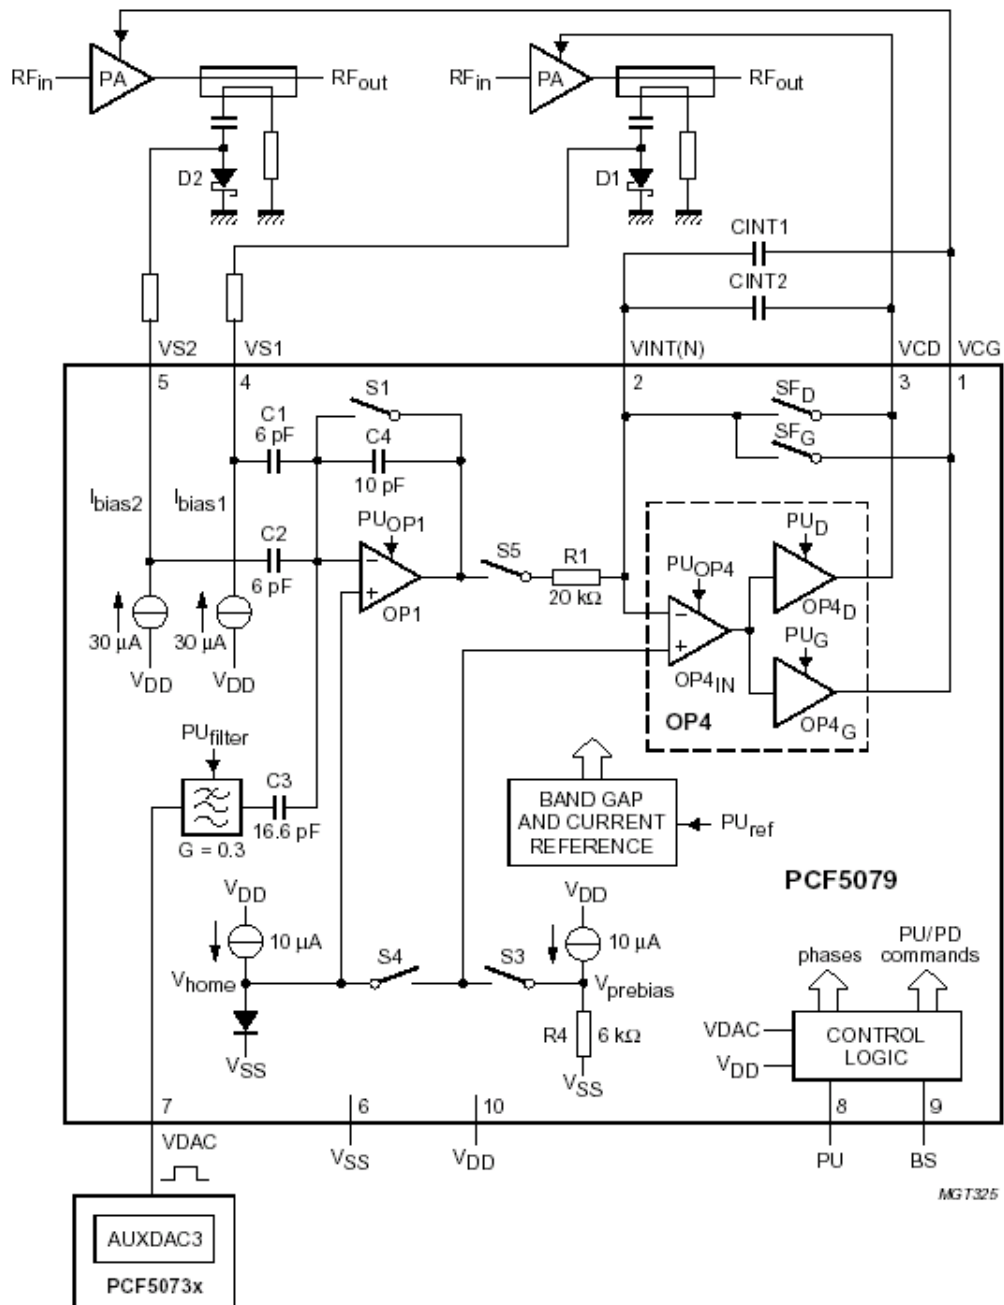 RFin
PA
RFout
RFin
PA
RFout
D2
D1
CINT1
CINT2
VS2
VS1
VINT(N)
VCD
VCG
5
4
2
3
1
S1
SFD
C1
6 pF
C4
SFG
10 pF
Ibias2
Ibias1
PUOP1
PUD
C2
S5
R1
PUOP4
6 pF
OP1
20 kΩ
OP4D
30 µA
30 µA
PUG
VDD
VDD
OP4IN
OP4
OP4G
PUfilter
C3
16.6 pF
G = 0.3
BAND GAP
AND CURRENT
REFERENCE
PUref
PCF5079
VDD
VDD
10 µA
S4
S3
10 µA
phases
PU/PD
commands
Vhome
Vprebias
VSS
R4
6 kΩ
VSS
VDAC
VDD
CONTROL
LOGIC
7
6
10
8
9
VDAC
VSS
VDD
PU
BS
MGT325
AUXDAC3
PCF5073x